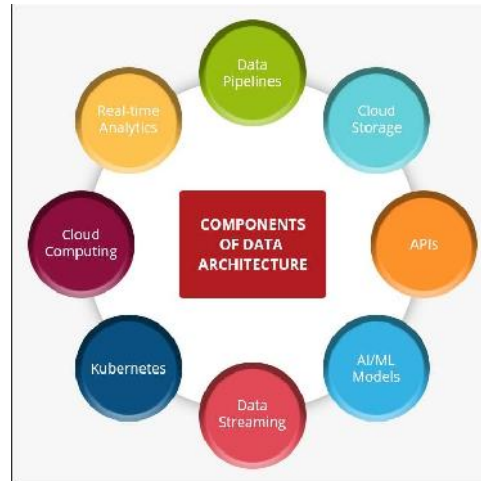 Data
Pipelines
Cloud
Storage
APIs
AI/ML
Models
Data
Streaming
Kubernetes
Cloud
Computing
Real-time
Analytics
COMPONENTS
OF DATA
ARCHITECTURE